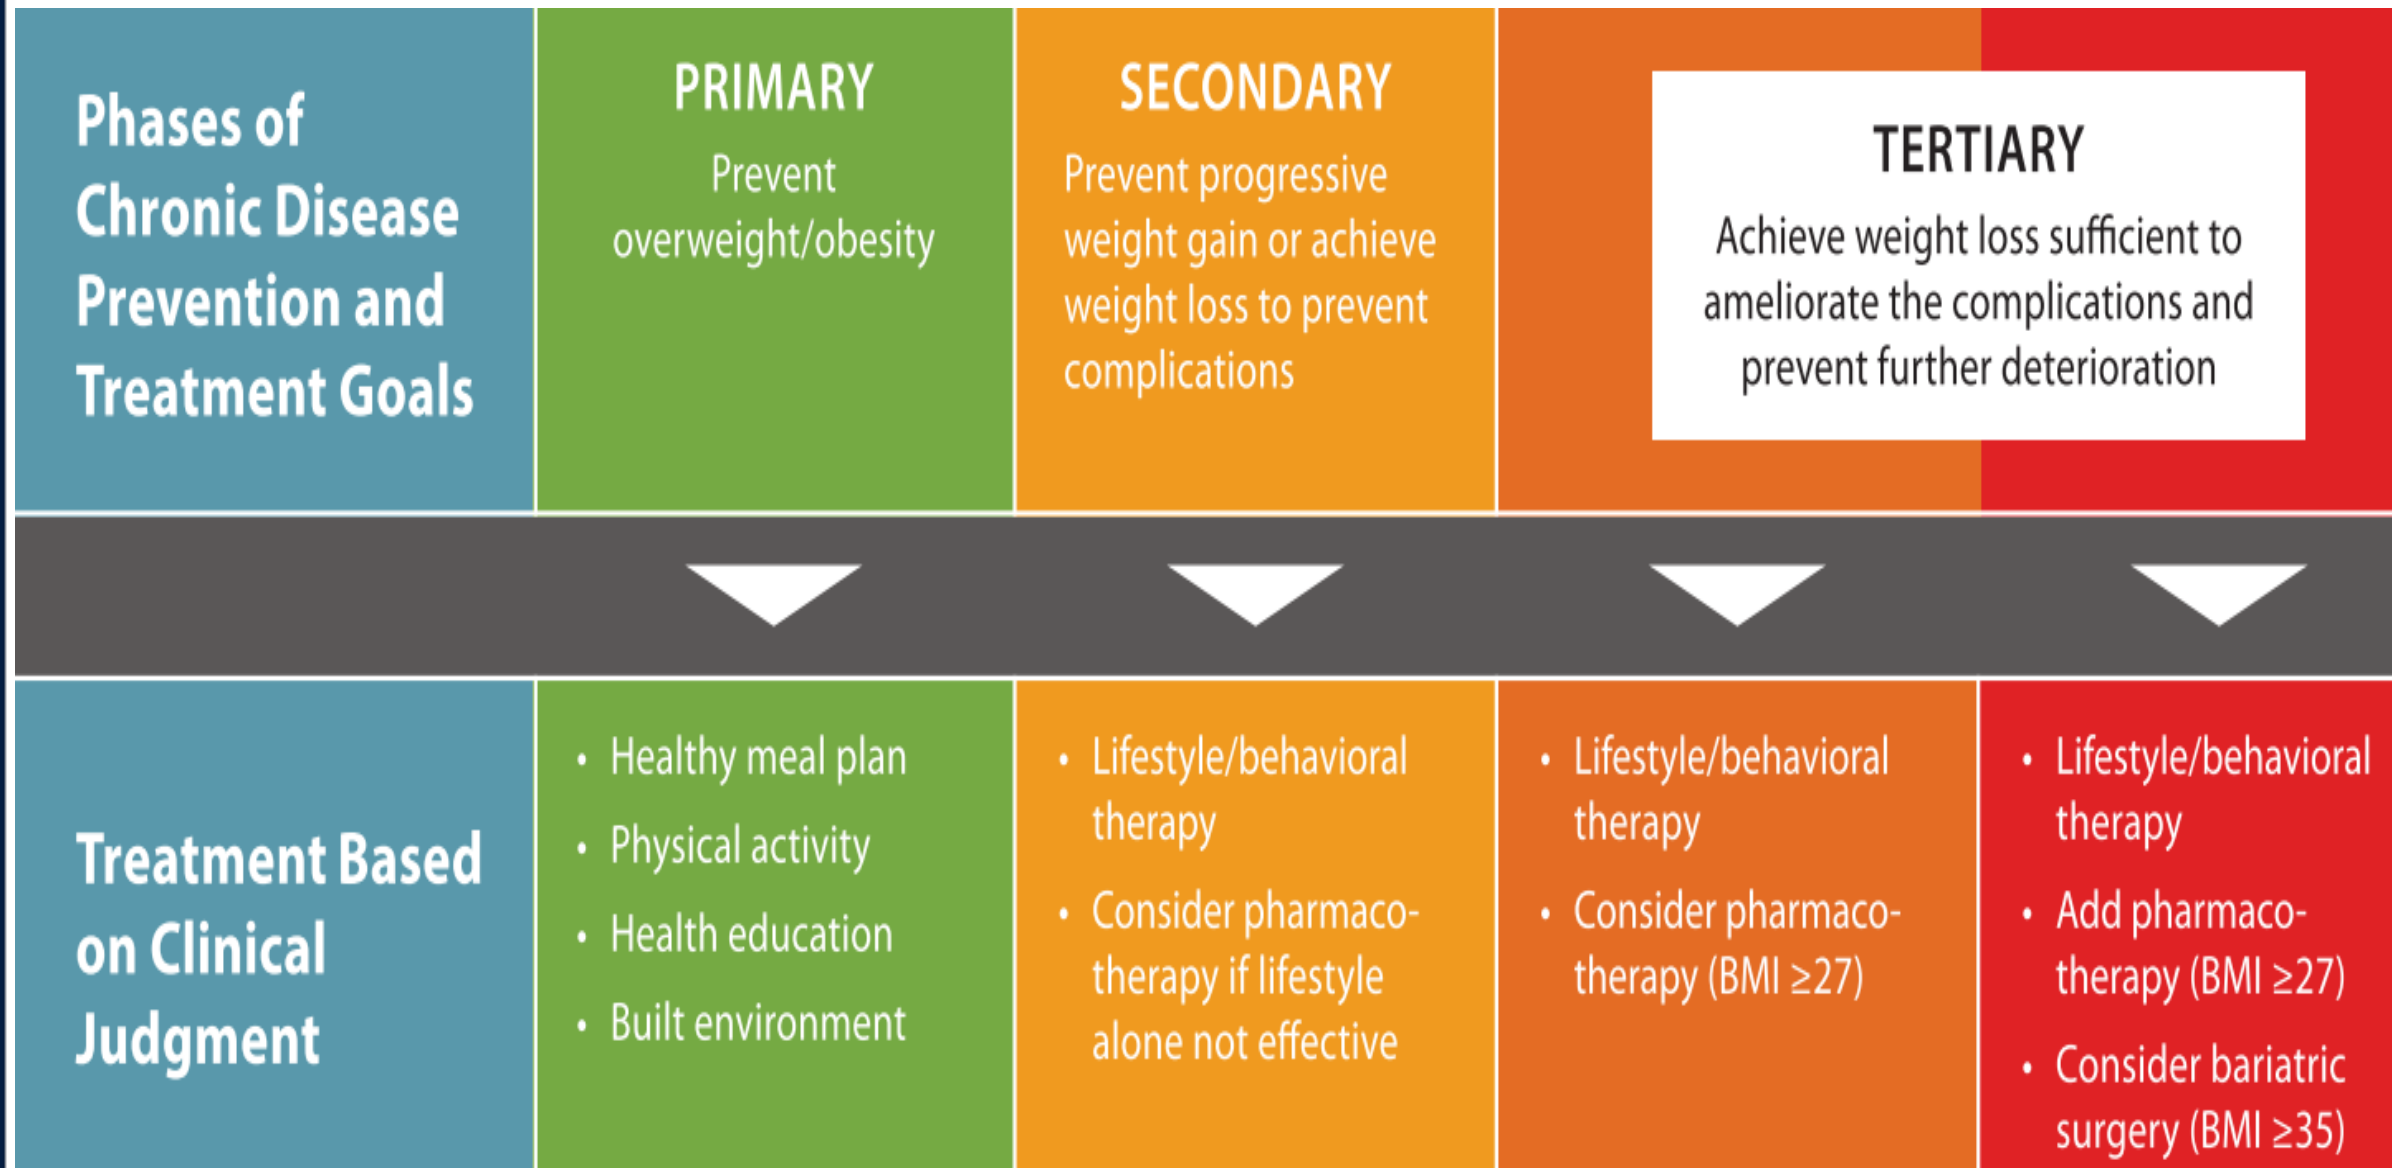 Phases of
Chronic Disease
Prevention and
Treatment Goals
PRIMARY
Prevent
overweight/obesity
SECONDARY
Prevent progressive
weight gain or achieve
weight loss to prevent
complications
TERTIARY
Achieve weight loss sufficient to
ameliorate the complications and
prevent further deterioration
Treatment Based
on Clinical
Judgment
• Healthy meal plan
• Physical activity
• Health education
• Built environment
• Lifestyle/behavioral
therapy
• Consider pharmaco-
therapy if lifestyle
alone not effective
• Lifestyle/behavioral
therapy
• Consider pharmaco-
therapy (BMI ≥27)
• Lifestyle/behavioral
therapy
• Add pharmaco-
therapy (BMI ≥27)
• Consider bariatric
surgery (BMI ≥35)